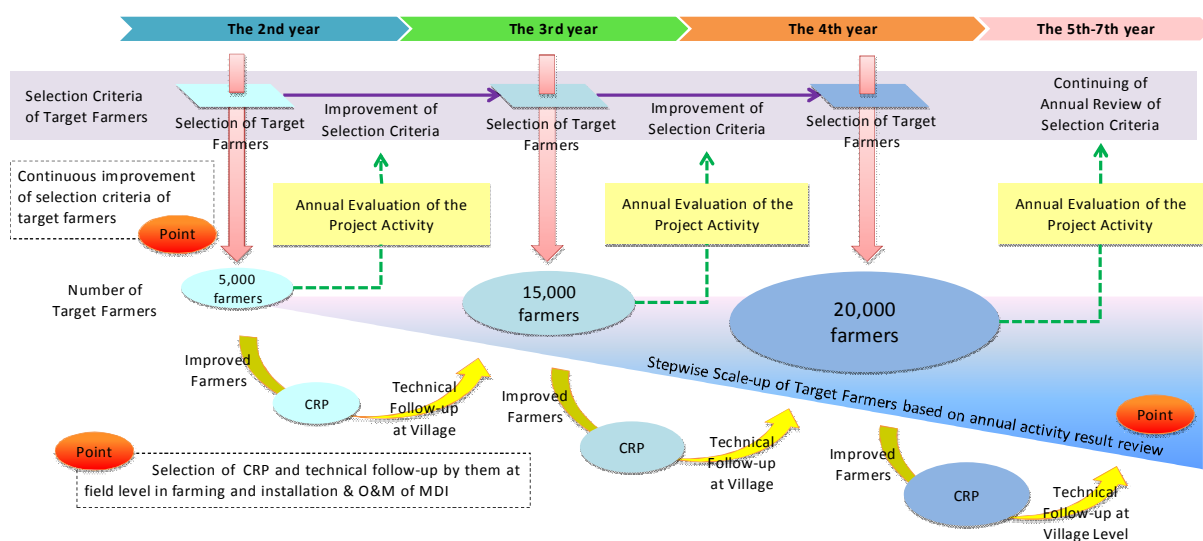 The 2nd year
The 3rd year
The 4th year
The 5th-7th year
Selection Criteria
of Target Farmers
Selection of Target
Farmers
Improvement of
Selection Criteria
Selection of Target
Farmers
Improvement of
Selection Criteria
Selection of Target
Farmers
Continuing of
Annual Review of
Selection Criteria
Continuous improvement
of selection criteria of
target farmers
Point
Annual Evaluation of the
Project Activity
Annual Evaluation of the
Project Activity
Annual Evaluation of the
Project Activity
Number of
Target Farmers
5,000
farmers
15,000
farmers
20,000
farmers
Stepwise Scale-up of Target Farmers based on annual activity result review
Point
Improved
Farmers
CRP
Technical
Follow-up
at Village
Improved
Farmers
CRP
Technical
Follow-up
at Village
Improved
Farmers
CRP
Technical
Follow-up at
Village Level
Point
Selection of CRP and technical follow-up by them at
field level in farming and installation & O&M of MDI